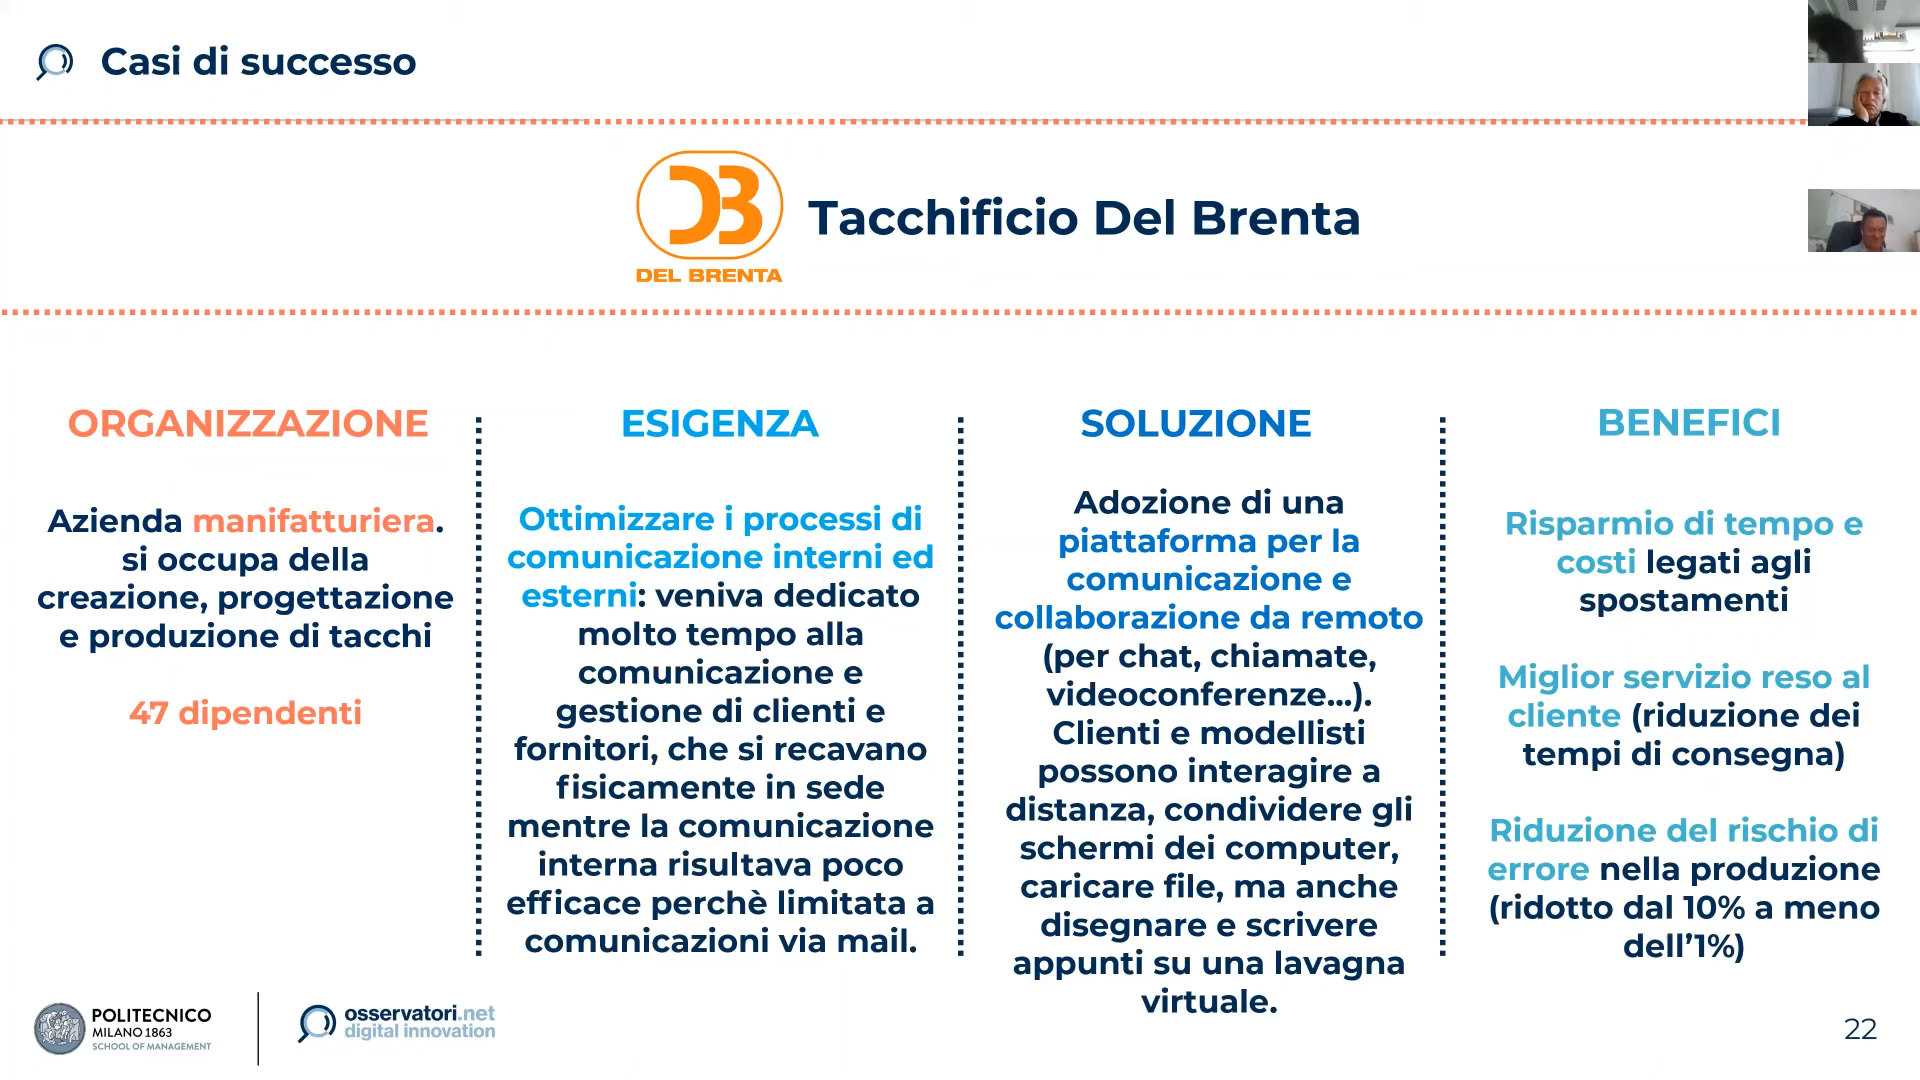 Casi di successo
DB
DEL BRENTA
Tacchificio Del Brenta
ORGANIZZAZIONE
Azienda manifatturiera.
si occupa della
creazione, progettazione
e produzione di tacchi
47 dipendenti
ESIGENZA
Ottimizzare i processi di
comunicazione interni ed
esterni: veniva dedicato
molto tempo alla
comunicazione e
gestione di clienti e
fornitori, che si recavano
fisicamente in sede
mentre la comunicazione
interna risultava poco
efficace perchè limitata a
comunicazioni via mail.
SOLUZIONE
Adozione di una
piattaforma per la
comunicazione e
collaborazione da remoto
(per chat, chiamate,
videoconferenze...).
Clienti e modellisti
possono interagire a
distanza, condividere gli
schermi dei computer,
caricare file, ma anche
disegnare e scrivere
appunti su una lavagna
virtuale.
BENEFICI
Risparmio di tempo e
costi legati agli
spostamenti
Miglior servizio reso al
cliente (riduzione dei
tempi di consegna)
Riduzione del rischio di
errore nella produzione
(ridotto dal 10% a meno
dell’1%)
POLITECNICO
MILANO 1863
SCHOOL OF MANAGEMENT
osservatori.net
digital innovation
22